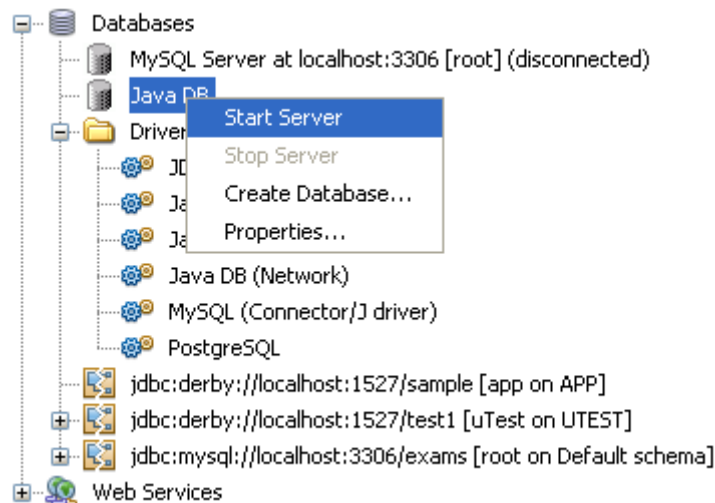 Databases
MySQL Server at localhost:3306 [root] (disconnected)
Java DB
Start Server
Driver
Stop Server
Create Database...
Properties...
Java DB (Network)
MySQL (Connector/J driver)
PostgreSQL
jdbc:derby://localhost:1527/sample [app on APP]
jdbc:derby://localhost:1527/test1 [uTest on UTEST]
jdbc:mysql://localhost:3306/exams [root on Default schema]
Web Services